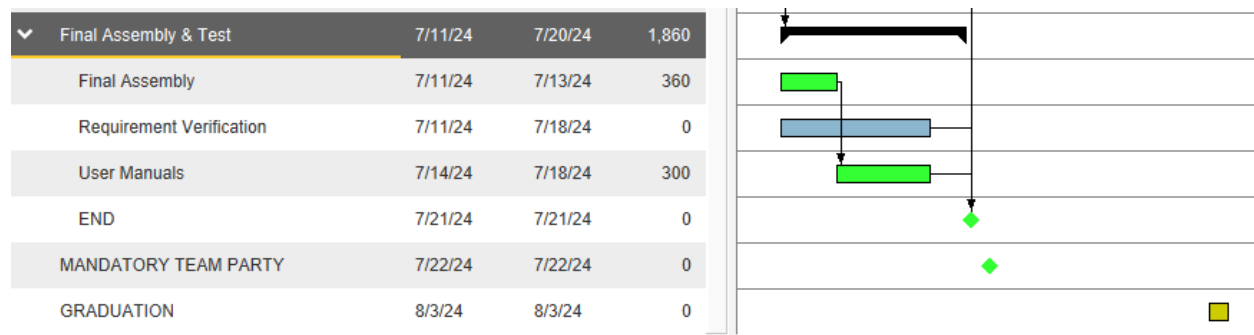 Final Assembly & Test 7/11/24 7/20/24 1,860
Final Assembly 7/11/24 7/13/24 360
Requirement Verification 7/11/24 7/18/24 0
User Manuals 7/14/24 7/18/24 300
END 7/21/24 7/21/24 0
MANDATORY TEAM PARTY 7/22/24 7/22/24 0
GRADUATION 8/3/24 8/3/24 0